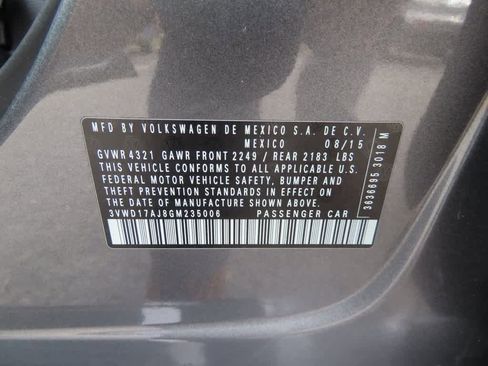 MFD BY VOLKSWAGEN DE MEXICO S.A. DE C.V.
MEXICO 08/15
GVWR 4321 GAWR FRONT 2249 / REAR 2183 LBS
THIS VEHICLE CONFORMS TO ALL APPLICABLE U.S.
FEDERAL MOTOR VEHICLE SAFETY, BUMPER AND
THEFT PREVENTION STANDARDS IN EFFECT ON
THE DATE OF MANUFACTURE SHOWN ABOVE
3VWD17AJ8GM235006 PASSENGER CAR
3636695 3018 M